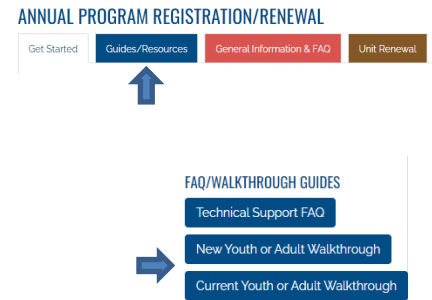 ANNUAL PROGRAM REGISTRATION/RENEWAL
Get Started Guides/Resources General Information & FAQ Unit Renewal
FAQ/WALKTHROUGH GUIDES
Technical Support FAQ
New Youth or Adult Walkthrough
Current Youth or Adult Walkthrough